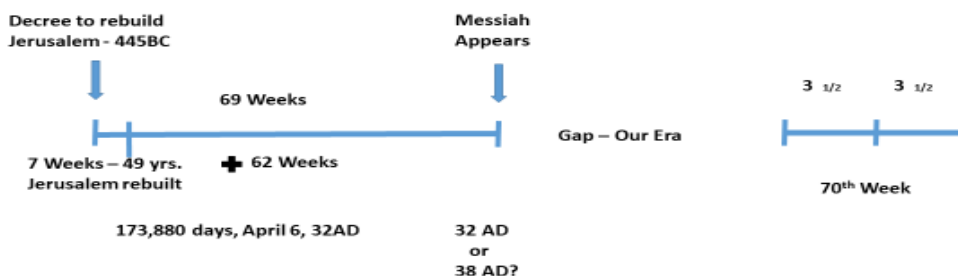 Decree to rebuild
Jerusalem - 445BC
Messiah
Appears
69 Weeks
3 1/2
3 1/2
Gap – Our Era
7 Weeks – 49 yrs.
Jerusalem rebuilt
+ 62 Weeks
70th Week
173,880 days, April 6, 32AD
32 AD
or
38 AD?